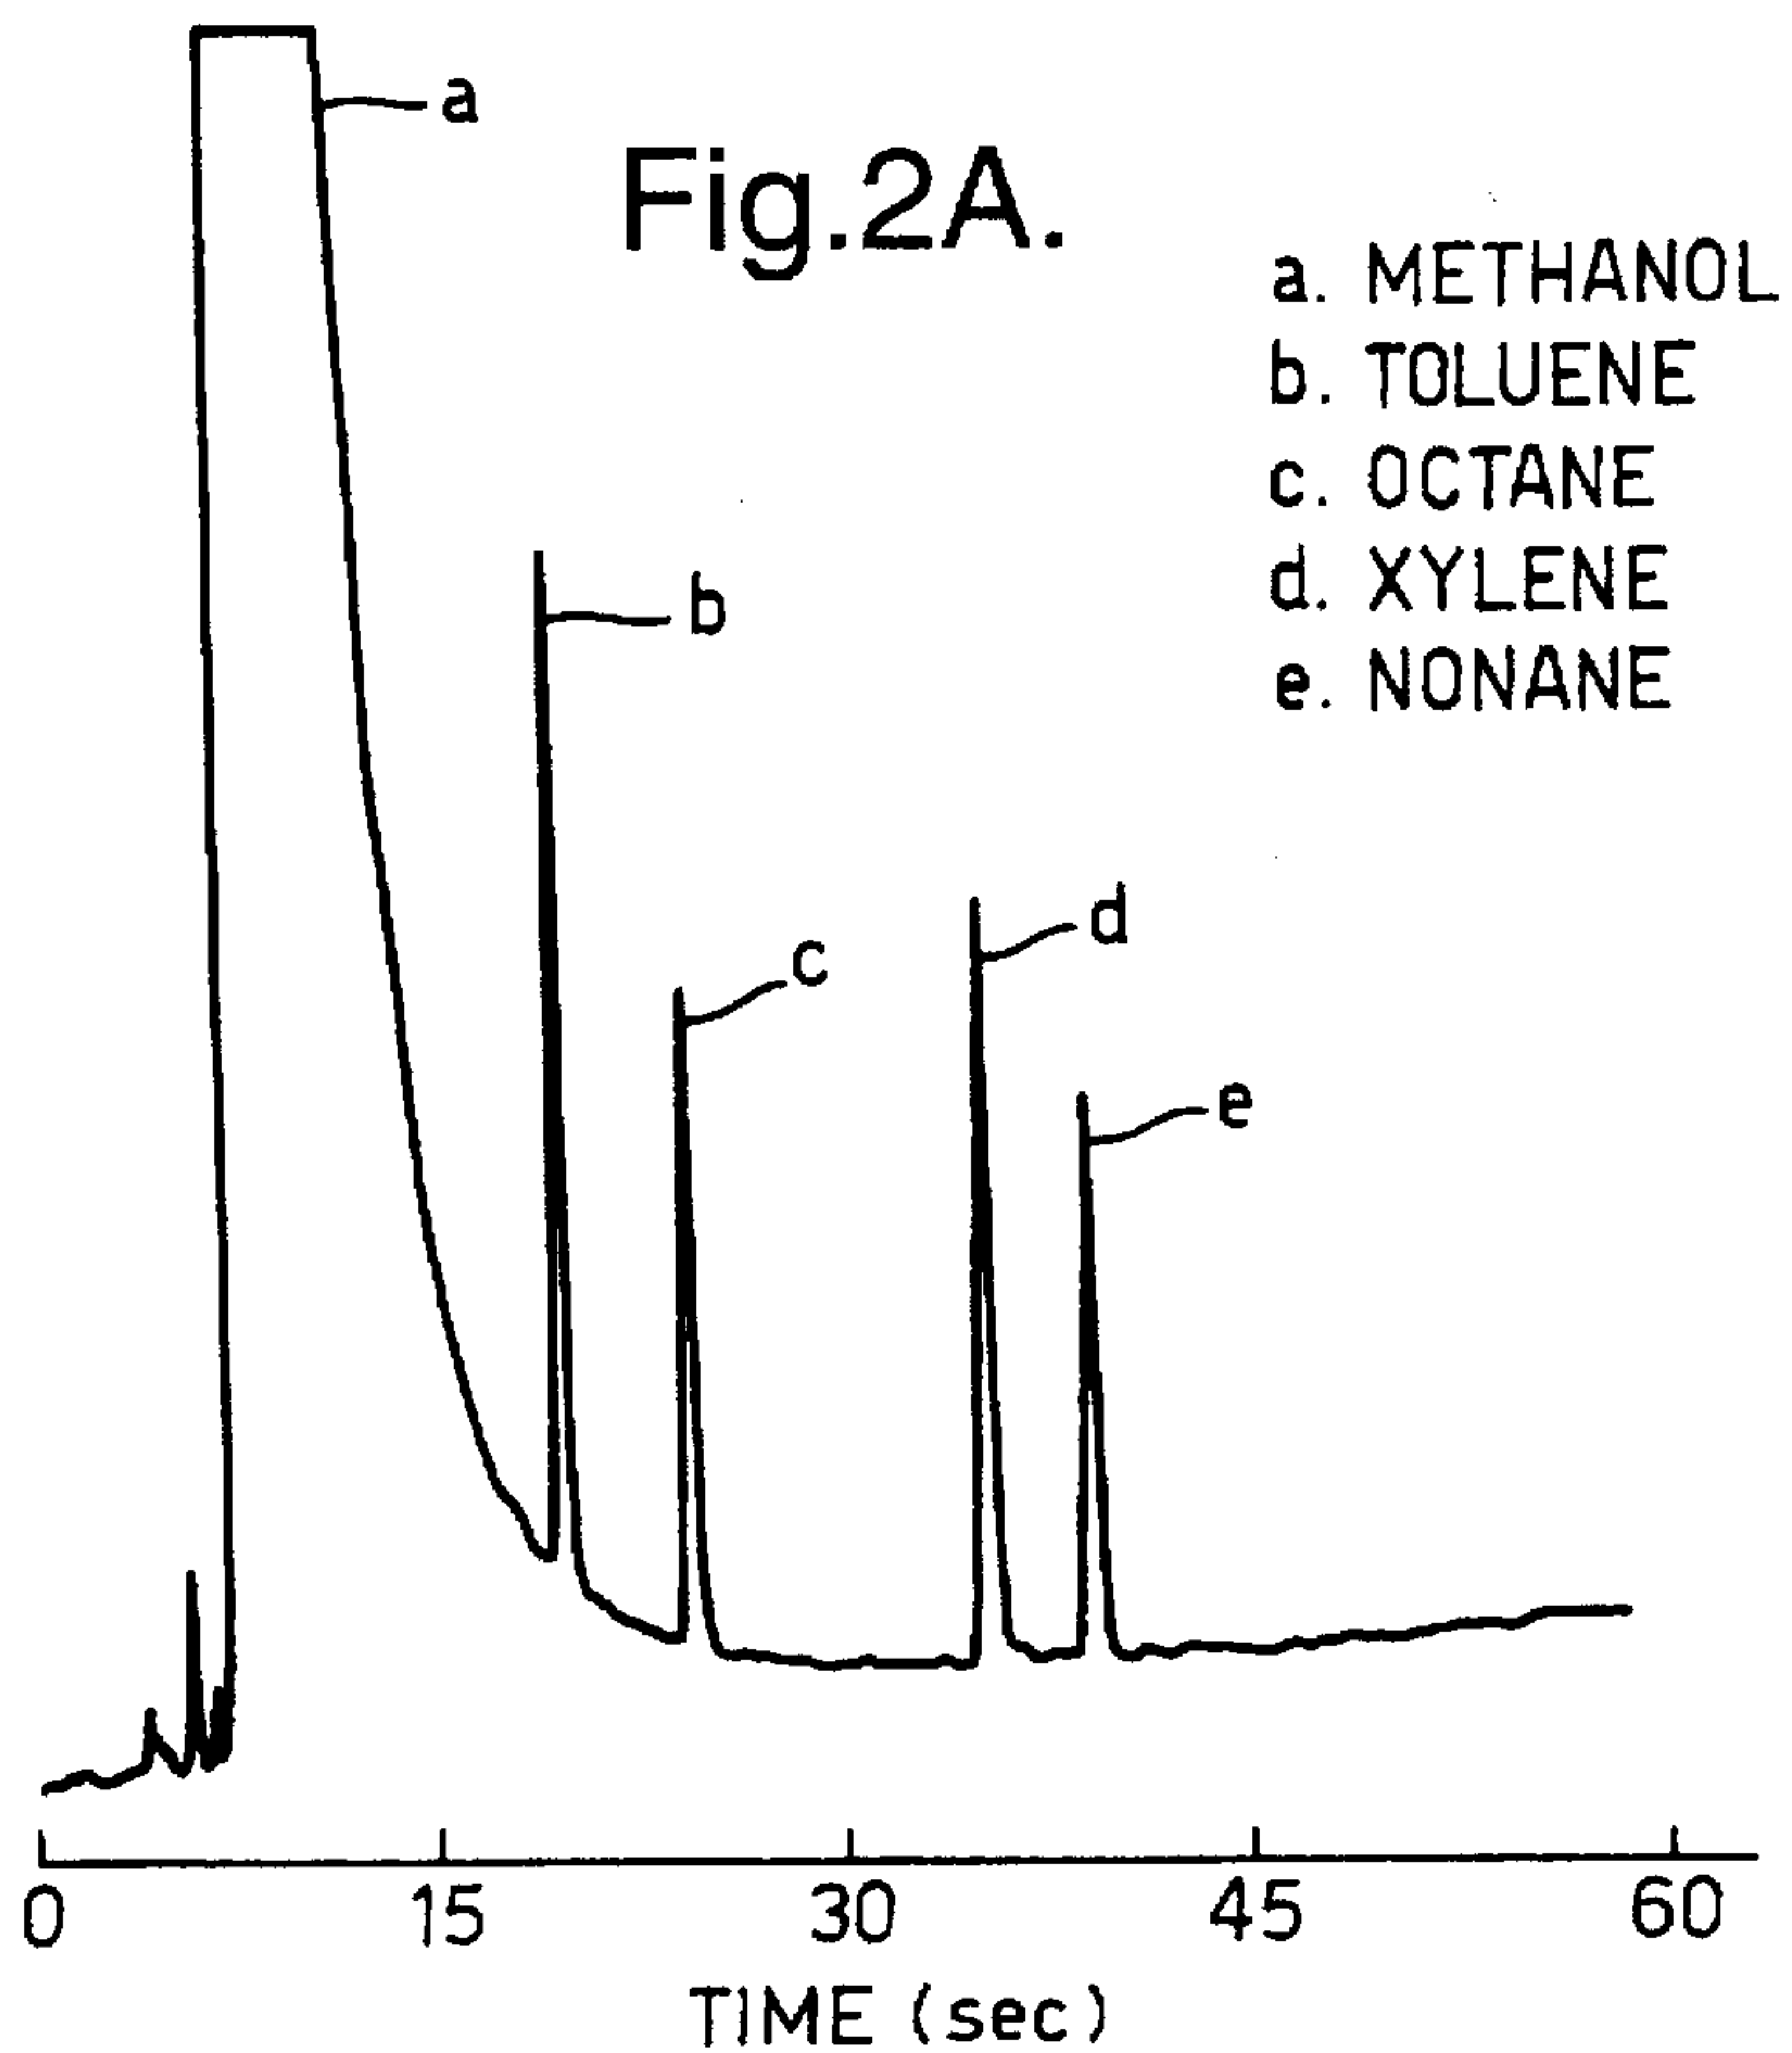 a
Fig.2A.
a. METHANOL
b. TOLUENE
c. OCTANE
d. XYLENE
e. NONANE
b
c
d
e
0 15 30 45 60
TIME (sec)